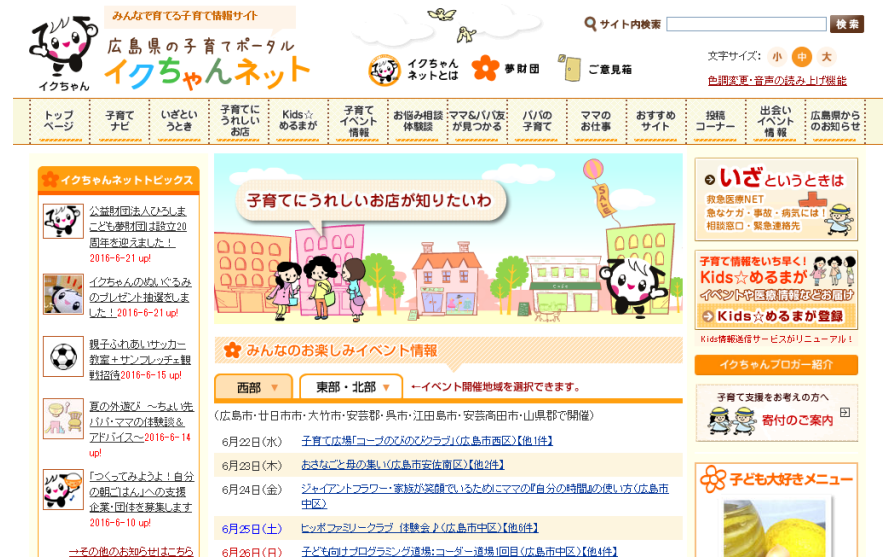 みんなで育てる子育て情報サイト
広島県の子育てポータル
イクちゃんネット
イクちゃん
イクちゃん
ネットとは
夢財団
ご意見箱
サイト内検索
検索
文字サイズ: 小 中 大
色調変更・音声の読み上げ機能
トップ
ページ
子育て
ナビ
いざとい
うとき
子育てに
うれしい
お店
Kids☆
めるまが
子育て
イベント
情報
お悩み相談
体験談
ママ&パパ友
が見つかる
パパの
子育て
ママの
お仕事
おすすめ
サイト
投稿
コーナー
出会い
イベント
情報
広島県から
のお知らせ
イクちゃんネットトピックス
公益財団法人ひろしま
こども夢財団は設立20
周年を迎えました!
2016-6-21 up!
イクちゃんのぬいぐるみ
のプレゼント抽選をしま
した!2016-6-21 up!
親子ふれあいサッカー
教室+サンフレッチェ観
戦招待2016-6-15 up!
夏の外遊び ～ちょい先
パパ・ママの体験談&
アドバイス～2016-6-14
up!
「つくってみようよ!自分
の朝ごはん」への支援
企業・団体を募集します
2016-6-10 up!
→その他のお知らせはこちら
子育てにうれしいお店が知りたいわ
SALE
みんなのお楽しみイベント情報
西部▼
東部・北部▼
←イベント開催地域を選択できます。
(広島市・廿日市市・大竹市・安芸郡・呉市・江田島市・安芸高田市・山県郡で開催)
6月22日(水) 子育て広場「コープのびのびクラブ」(広島市西区)【他1件】
6月23日(木) おさなごと母の集い(広島市安佐南区)【他2件】
6月24日(金) ジャイアントフラワー・家族が笑顔でいるためにママの『自分の時間』の使い方(広島市
中区)
6月25日(土) ヒッポファミリークラブ 体験会♪(広島市中区)【他6件】
6月26日(日) 子ども向けプログラミング道場:コーダー道場1回目(広島市中区)【他4件】
いざというときは
救急医療NET
急なケガ・事故・病気には!
相談窓口・緊急連絡先
子育て情報をいち早く!
Kids☆めるまが
イベントや医療情報などお届け
Kids☆めるまが登録
Kids情報送信サービスがリニューアル!
イクちゃんブロガー紹介
子育て支援をお考えの方へ
寄付のご案内
子ども大好きメニュー